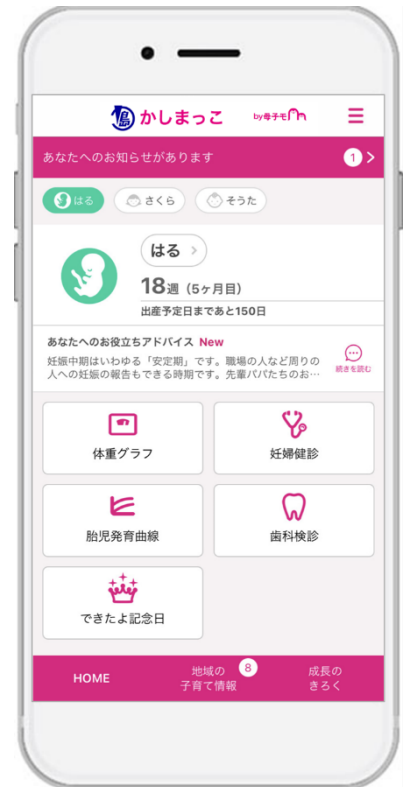 かしまっこ by母子モ
あなたへのお知らせがあります 1 >
はる さくら そうた
はる >
18週（5ヶ月目）
出産予定日まであと150日
あなたへのお役立ちアドバイス New
妊娠中期はいわゆる「安定期」です。職場の人など周りの
人への妊娠の報告もできる時期です。先輩パパたちのお…
続きを読む
体重グラフ
妊婦健診
胎児発育曲線
歯科検診
できたよ記念日
HOME
地域の
子育て情報
8
成長の
きろく